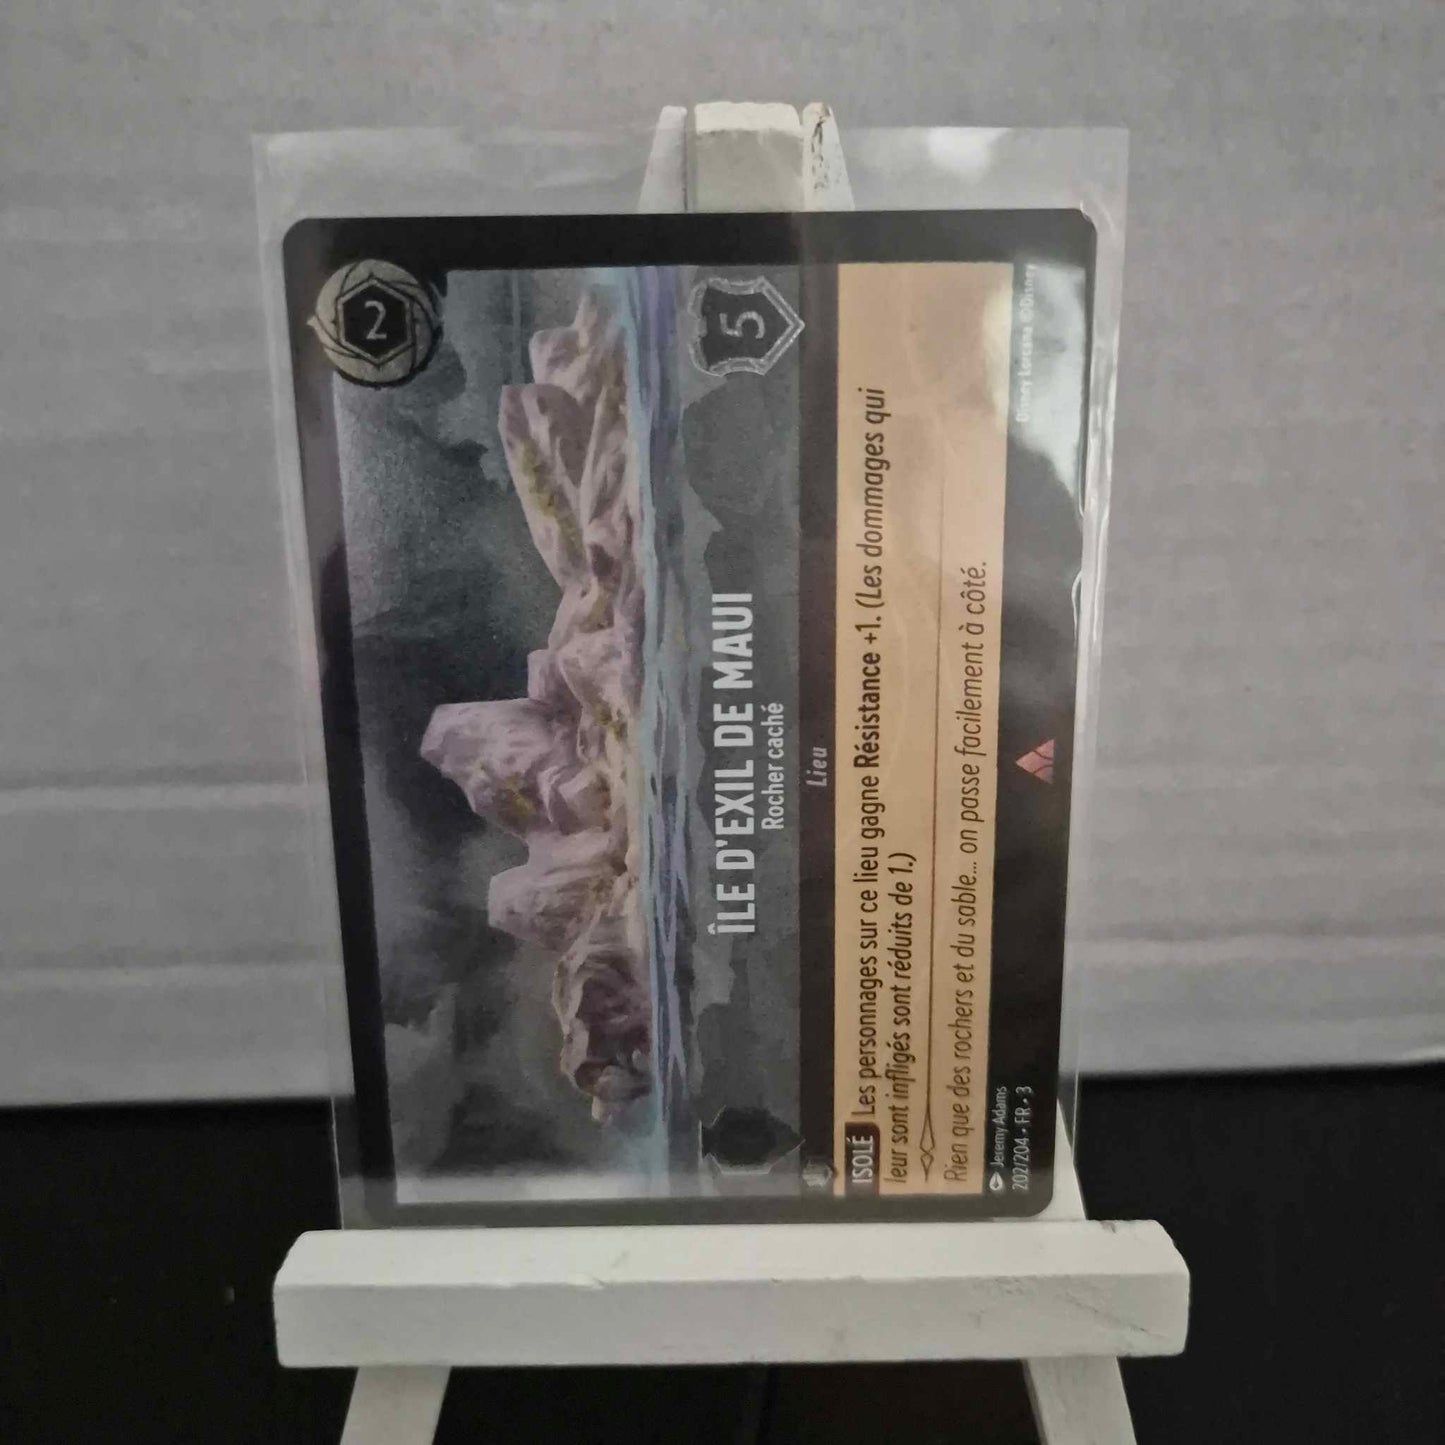 2
5
ÎLE D'EXIL DE MAUI
Rocher caché
Lieu
ISOLÉ Les personnages sur ce lieu gagne Résistance +1. (Les dommages qui
leur sont infligés sont réduits de 1.)
Rien que des rochers et du sable... on passe facilement à côté.
Jeremy Adams
202/204 • FR • 3
Disney Lorcana ©Disney